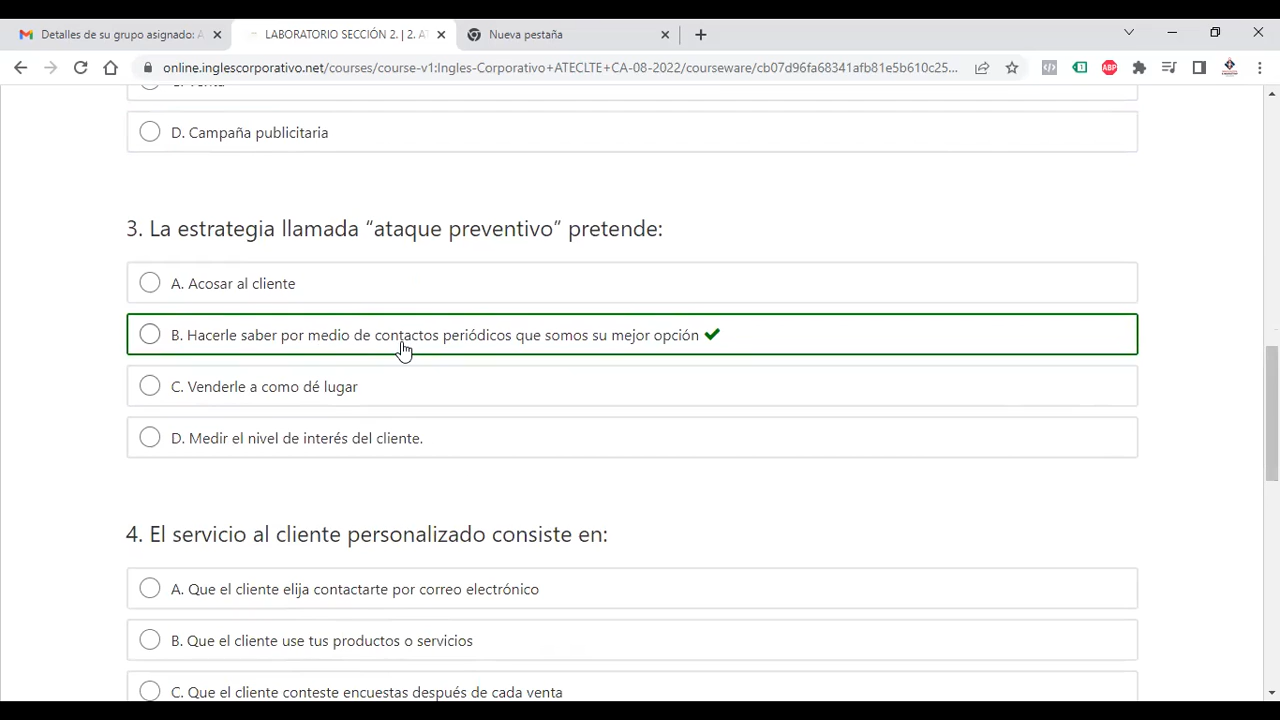 Detalles de su grupo asignado: A
LABORATORIO SECCIÓN 2. | 2. AT
Nueva pestaña
online.inglescorporativo.net/courses/course-v1:Ingles-Corporativo+ATECLTE+CA-08-2022/courseware/cb07d96fa68341afb81e5b610c25...
ABP
D. Campaña publicitaria
3. La estrategia llamada “ataque preventivo” pretende:
A. Acosar al cliente
B. Hacerle saber por medio de contactos periódicos que somos su mejor opción
C. Venderle a como dé lugar
D. Medir el nivel de interés del cliente.
4. El servicio al cliente personalizado consiste en:
A. Que el cliente elija contactarte por correo electrónico
B. Que el cliente use tus productos o servicios
C. Que el cliente conteste encuestas después de cada venta